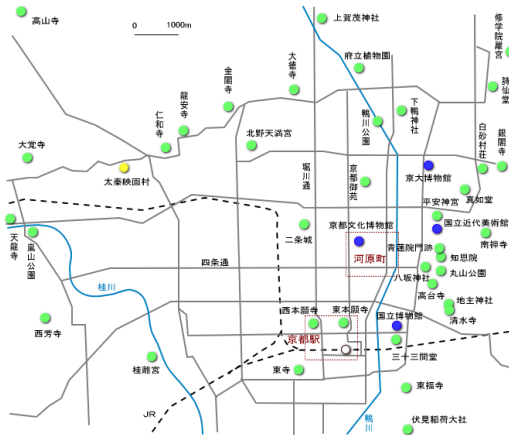 高山寺
0 1000m
上賀茂神社
修学院離宮
府立植物園
大徳寺
詩仙堂
金閣寺
龍安寺
仁和寺
下鴨神社
鴨川公園
北野天満宮
白砂村荘
銀閣寺
大覚寺
太秦映画村
堀川通
京都御苑
京大博物館
真如堂
平安神宮
国立近代美術館
天龍寺
嵐山公園
二条城
京都文化博物館
南禅寺
青蓮院門跡
河原町
知恩院
四条通
丸山公園
八坂神社
桂川
高台寺
地主神社
西本願寺
東本願寺
国立博物館
清水寺
西芳寺
京都駅
三十三間堂
桂離宮
東寺
東福寺
JR
鴨川
伏見稲荷大社